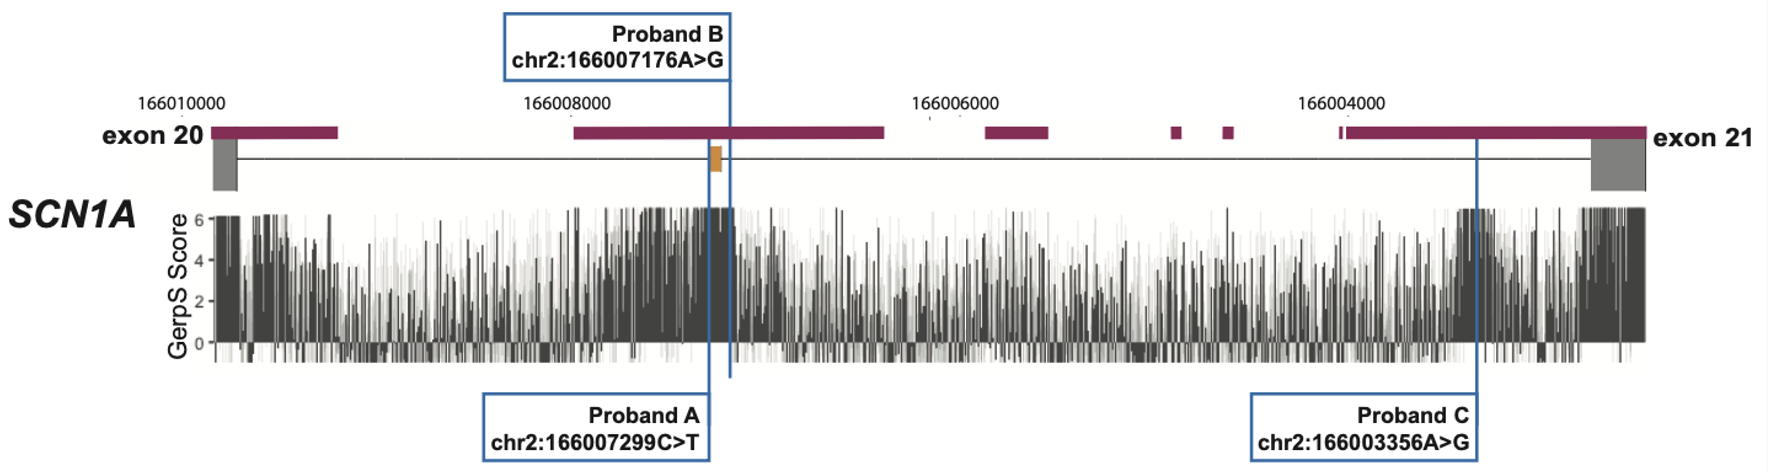 Proband B
chr2:166007176A>G
166010000
166008000
166006000
166004000
exon 20
exon 21
SCN1A
GerpS Score
6
4
2
0
Proband A
chr2:166007299C>T
Proband C
chr2:166003356A>G